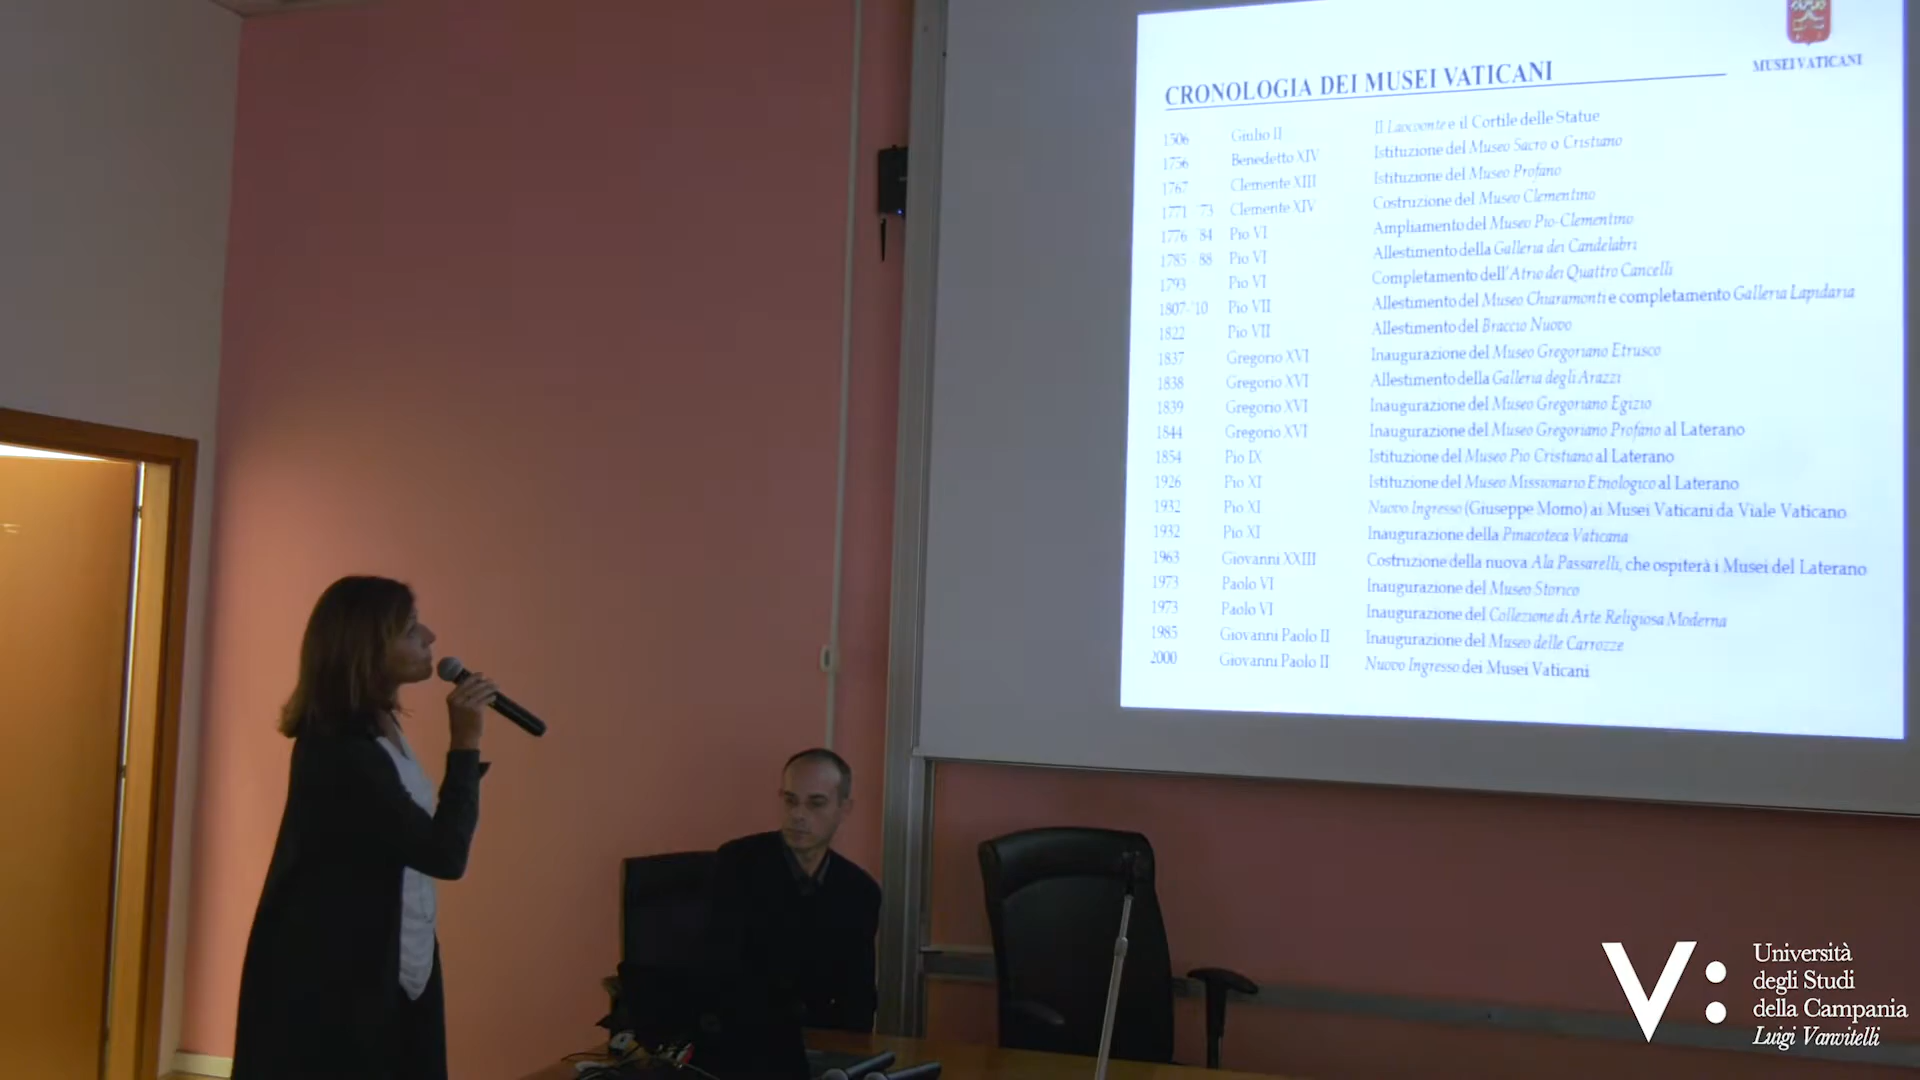 MUSEI VATICANI
CRONOLOGIA DEI MUSEI VATICANI
1506 Giulio II Il Laocoonte e il Cortile delle Statue
1756 Benedetto XIV Istituzione del Museo Sacro o Cristiano
1767 Clemente XIII Istituzione del Museo Profano
1771 '73 Clemente XIV Costruzione del Museo Clementino
1776 '84 Pio VI Ampliamento del Museo Pio-Clementino
1785 - 88 Pio VI Allestimento della Galleria dei Candelabri
1793 Pio VI Completamento dell'Atrio dei Quattro Cancelli
1807-'10 Pio VII Allestimento del Museo Chiaramonti e completamento Galleria Lapidaria
1822 Pio VII Allestimento del Braccio Nuovo
1837 Gregorio XVI Inaugurazione del Museo Gregoriano Etrusco
1838 Gregorio XVI Allestimento della Galleria degli Arazzi
1839 Gregorio XVI Inaugurazione del Museo Gregoriano Egizio
1844 Gregorio XVI Inaugurazione del Museo Gregoriano Profano al Laterano
1854 Pio IX Istituzione del Museo Pio Cristiano al Laterano
1926 Pio XI Istituzione del Museo Missionario Etnologico al Laterano
1932 Pio XI Nuovo Ingresso (Giuseppe Momo) ai Musei Vaticani da Viale Vaticano
1932 Pio XI Inaugurazione della Pinacoteca Vaticana
1963 Giovanni XXIII Costruzione della nuova Ala Passarelli, che ospiterà i Musei del Laterano
1973 Paolo VI Inaugurazione del Museo Storico
1973 Paolo VI Inaugurazione del Collezione di Arte Religiosa Moderna
1985 Giovanni Paolo II Inaugurazione del Museo delle Carrozze
2000 Giovanni Paolo II Nuovo Ingresso dei Musei Vaticani
V:
Università
degli Studi
della Campania
Luigi Vanvitelli